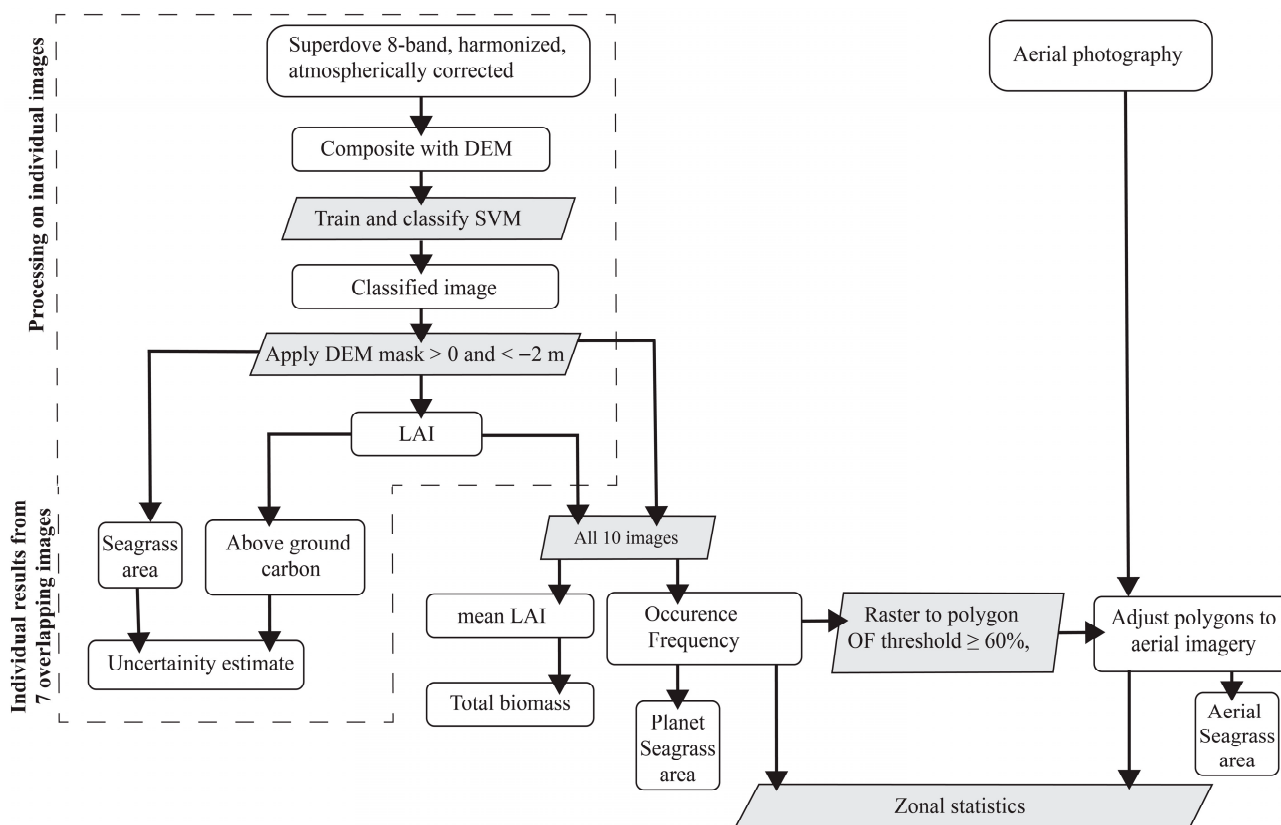 Processing on individual images
Superdove 8-band, harmonized,
atmospherically corrected
Aerial photography
Composite with DEM
Train and classify SVM
Classified image
Apply DEM mask > 0 and < −2 m
LAI
Individual results from
7 overlapping images
Seagrass
area
Above ground
carbon
All 10 images
Uncertainity estimate
mean LAI
Occurence
Frequency
Raster to polygon
OF threshold ≥ 60%,
Adjust polygons to
aerial imagery
Total biomass
Planet
Seagrass
area
Aerial
Seagrass
area
Zonal statistics